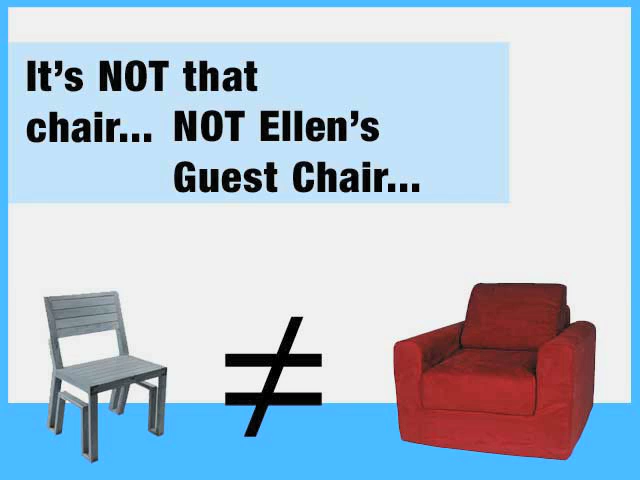 It's NOT that
chair... NOT Ellen's
Guest Chair...
≠